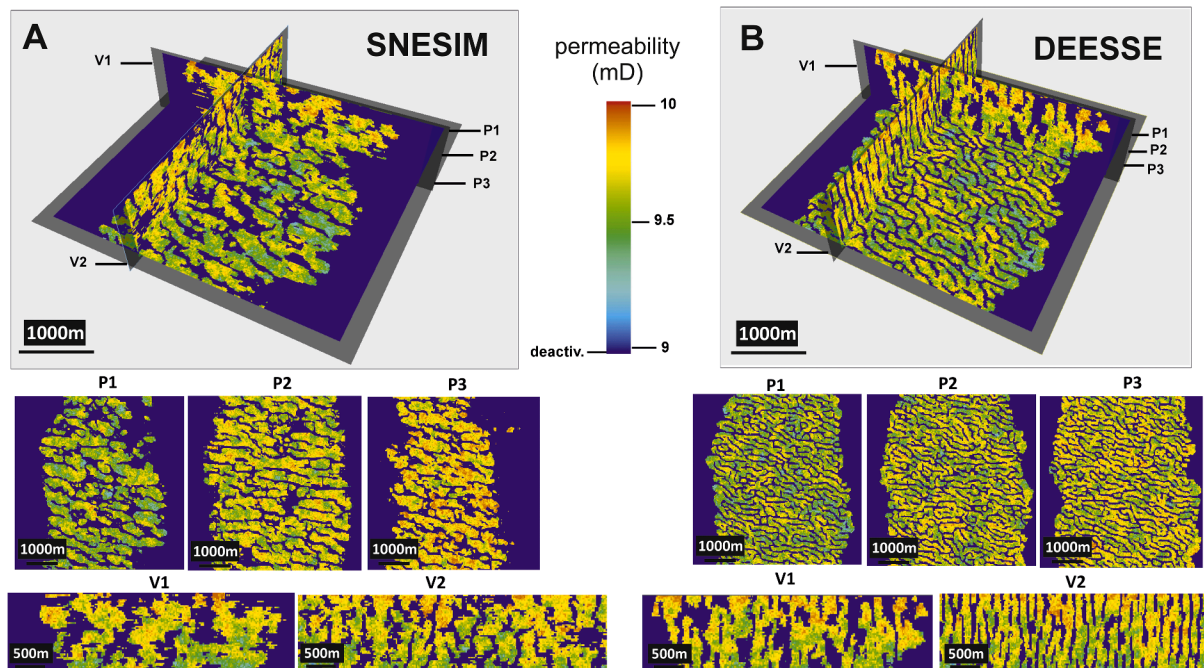 A
SNESIM
V1
P1
P2
P3
V2
1000m
permeability
(mD)
10
9.5
9
deactiv.
B
DEESSE
V1
P1
P2
P3
V2
1000m
P1
P2
P3
1000m
1000m
1000m
V1
V2
500m
500m
P1
P2
P3
1000m
1000m
1000m
V1
V2
500m
500m